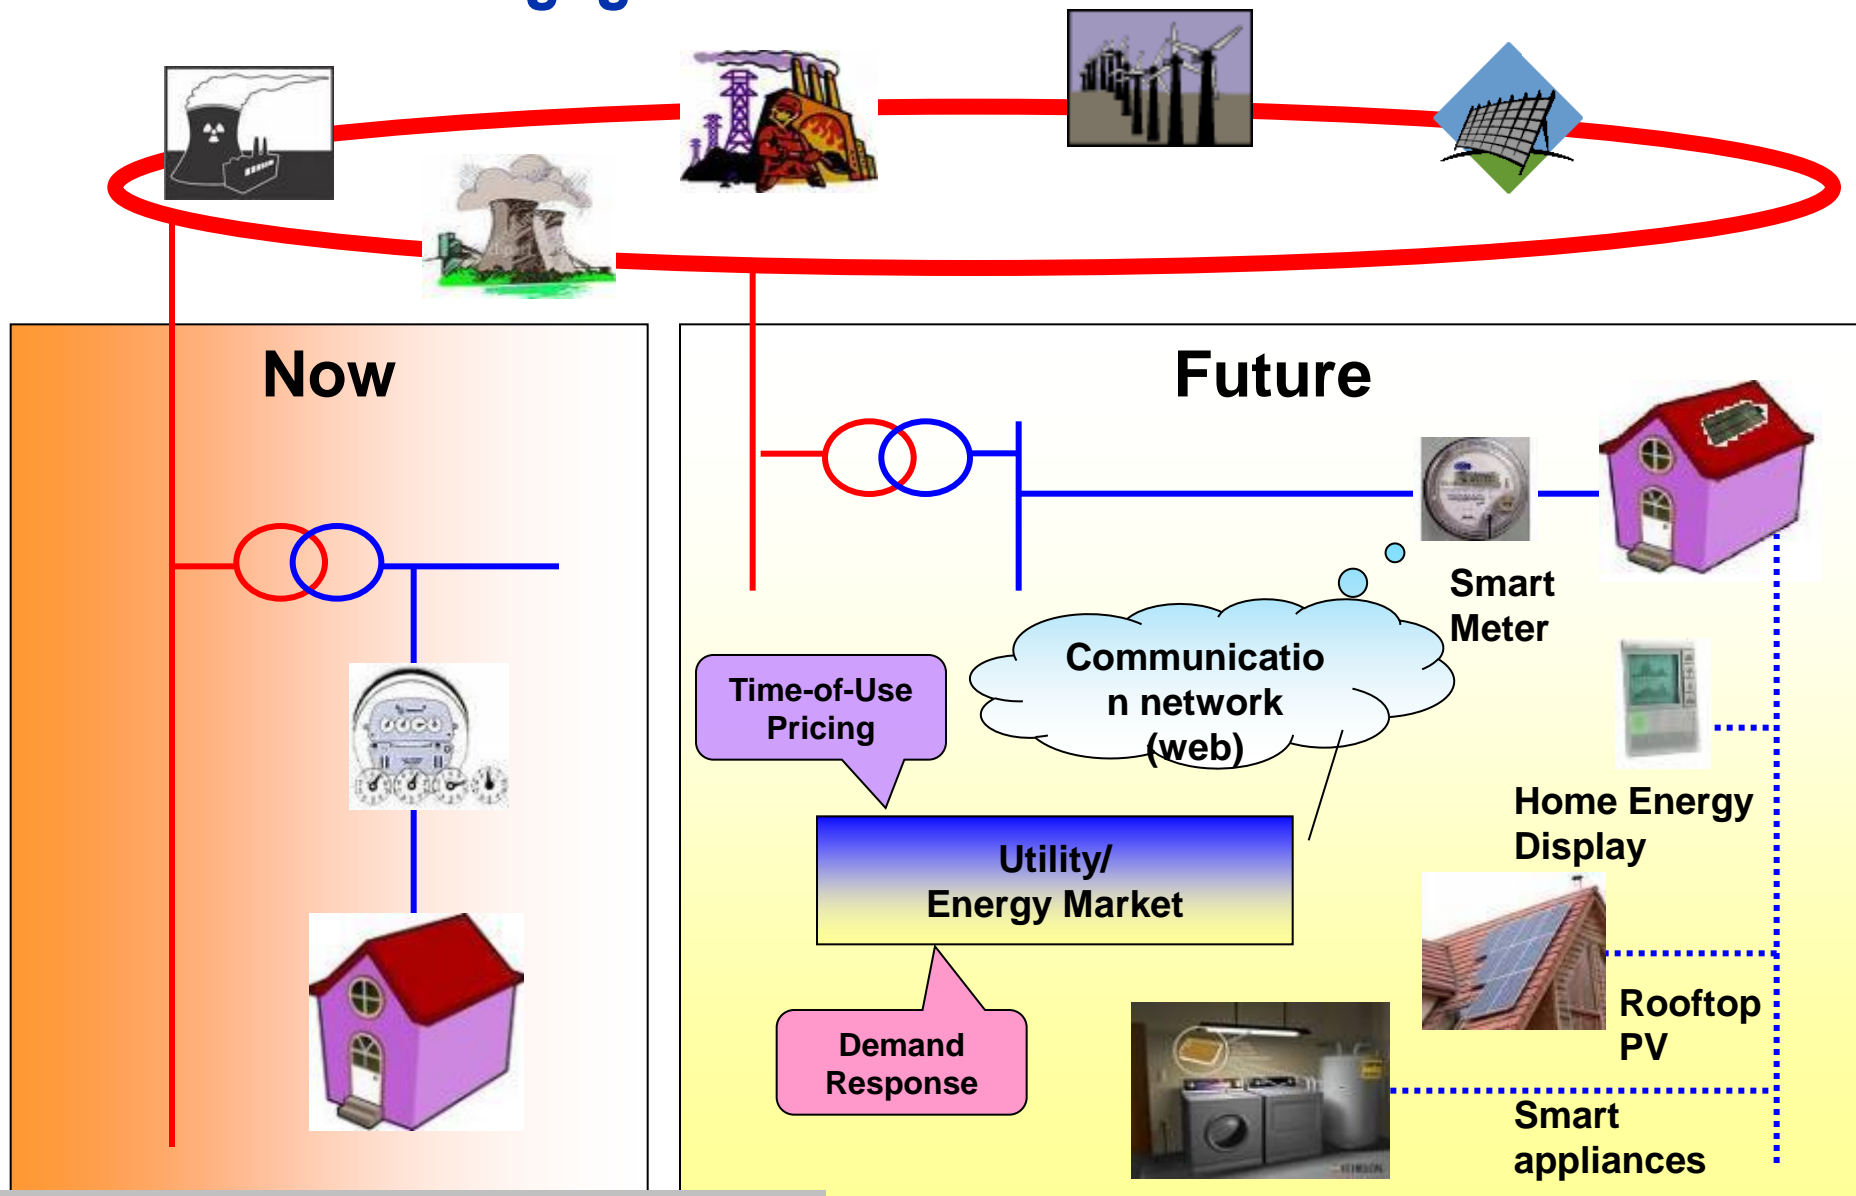 Now
Future
Smart
Meter
Communicatio
n network
(web)
Time-of-Use
Pricing
Home Energy
Display
Utility/
Energy Market
Rooftop
PV
Demand
Response
Smart
appliances